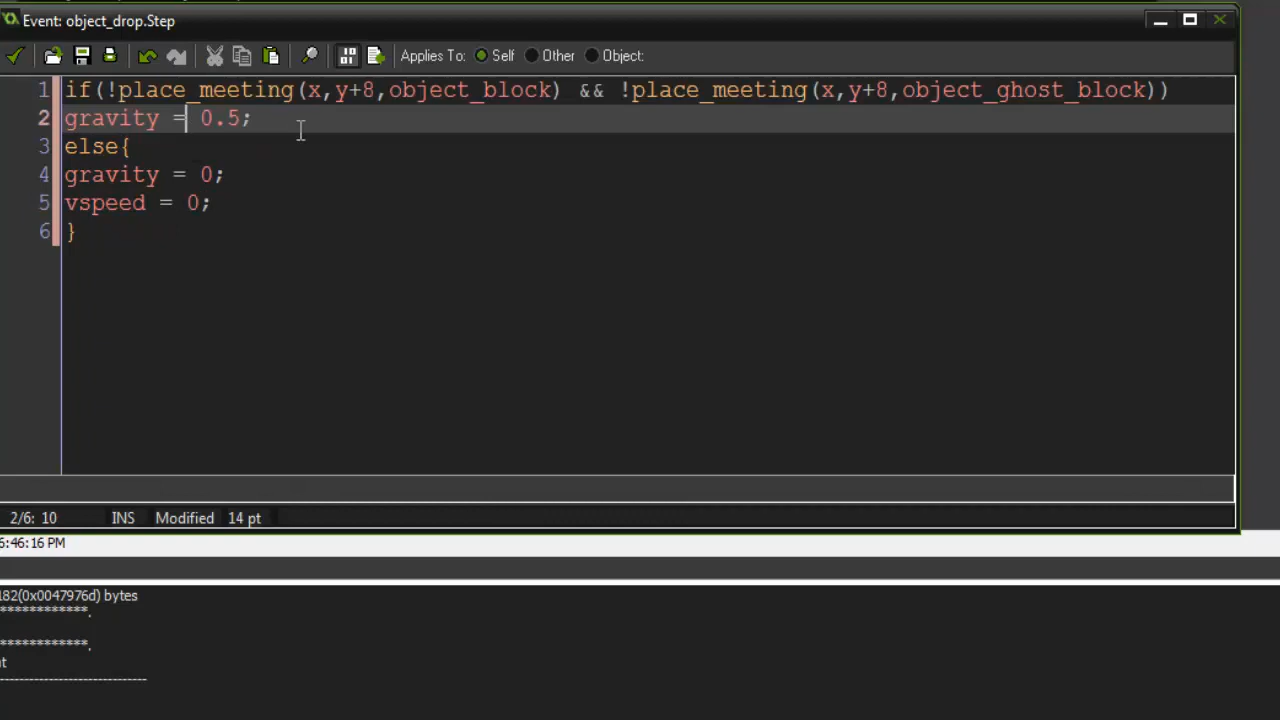 Event: object_drop.Step
Applies To: Self Other Object:
1 if(!place_meeting(x,y+8,object_block) && !place_meeting(x,y+8,object_ghost_block))
2 gravity = 0.5;
3 else{
4 gravity = 0;
5 vspeed = 0;
6 }
2/6: 10 INS Modified 14 pt
6:46:16 PM
182(0x0047976d) bytes
************.
************.
nt
------------------------------